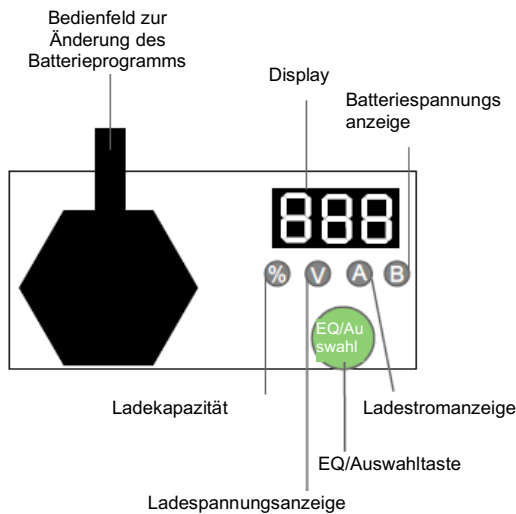 Bedienfeld zur
Änderung des
Batterieprogramms
Display
Batteriespannungs
anzeige
888
% V A B
EQ/Au
swahl
Ladekapazität
Ladestromanzeige
EQ/Auswahltaste
Ladespannungsanzeige